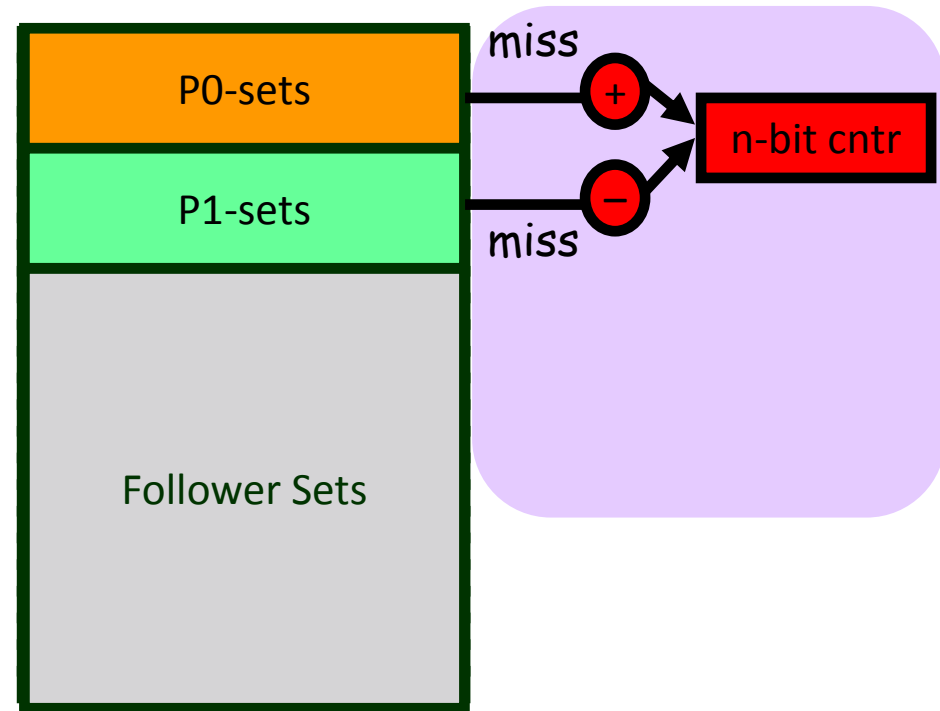 miss
P0-sets
+
n-bit cntr
P1-sets
–
miss
Follower Sets